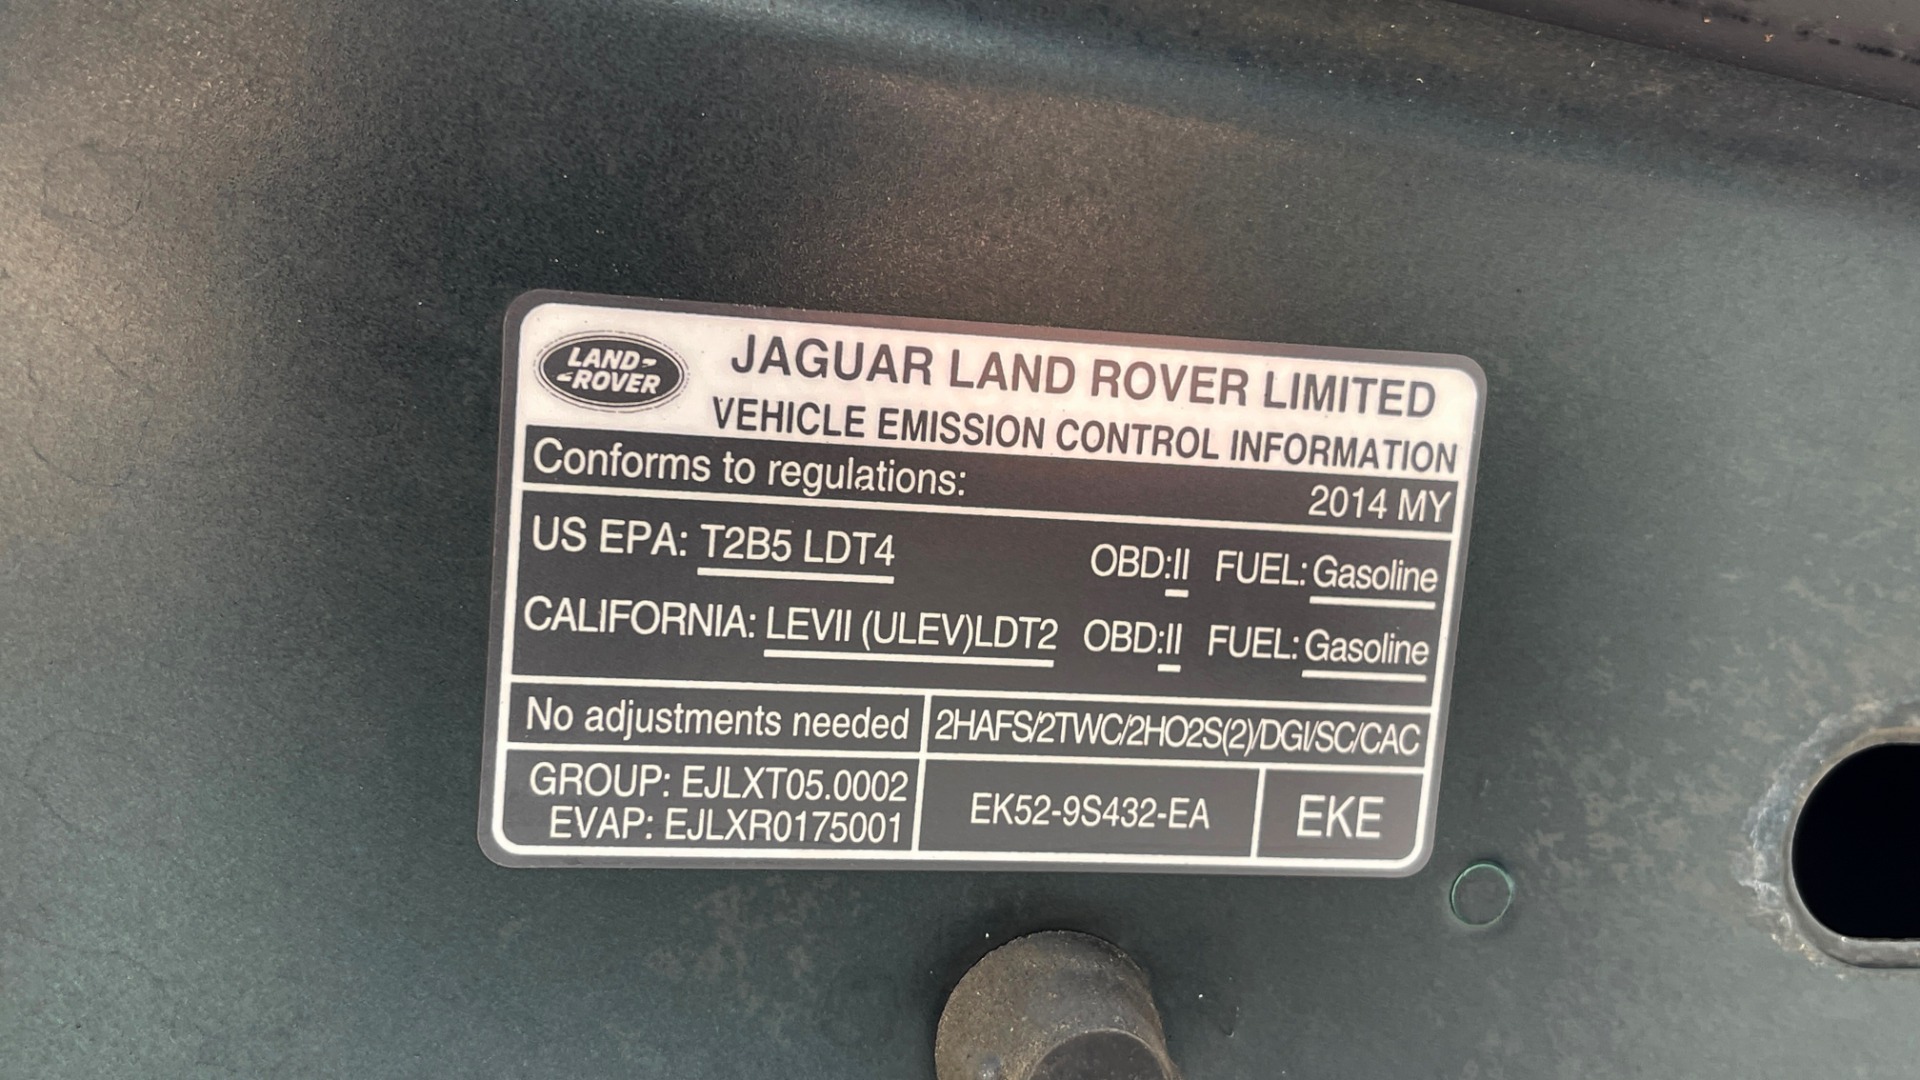 LAND-
-ROVER
JAGUAR LAND ROVER LIMITED
VEHICLE EMISSION CONTROL INFORMATION
Conforms to regulations: 2014 MY
US EPA: T2B5 LDT4 OBD:II FUEL: Gasoline
CALIFORNIA: LEVII (ULEV)LDT2 OBD:II FUEL: Gasoline
No adjustments needed 2HAFS/2TWC/2HO2S(2)/DGI/SC/CAC
GROUP: EJLXT05.0002
EVAP: EJLXR0175001
EK52-9S432-EA EKE